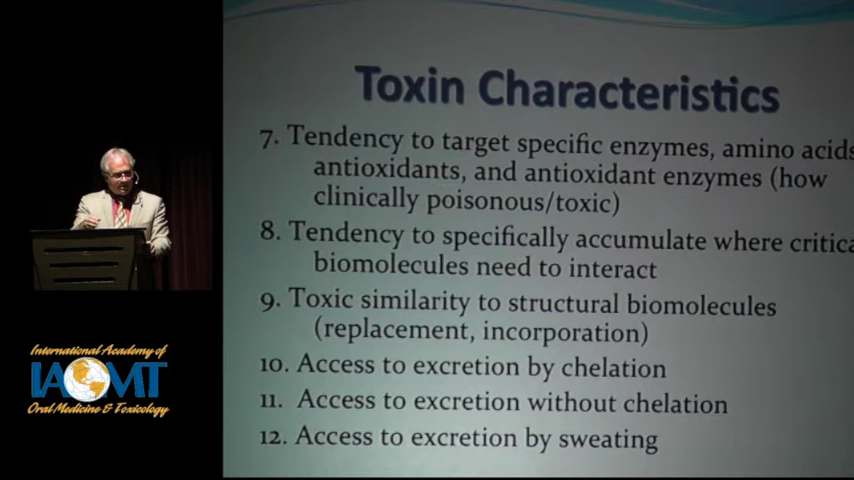 Toxin Characteristics
7. Tendency to target specific enzymes, amino acids
antioxidants, and antioxidant enzymes (how
clinically poisonous/toxic)
8. Tendency to specifically accumulate where critica
biomolecules need to interact
9. Toxic similarity to structural biomolecules
(replacement, incorporation)
10. Access to excretion by chelation
11. Access to excretion without chelation
12. Access to excretion by sweating
International Academy of
IAOMT
Oral Medicine & Toxicology